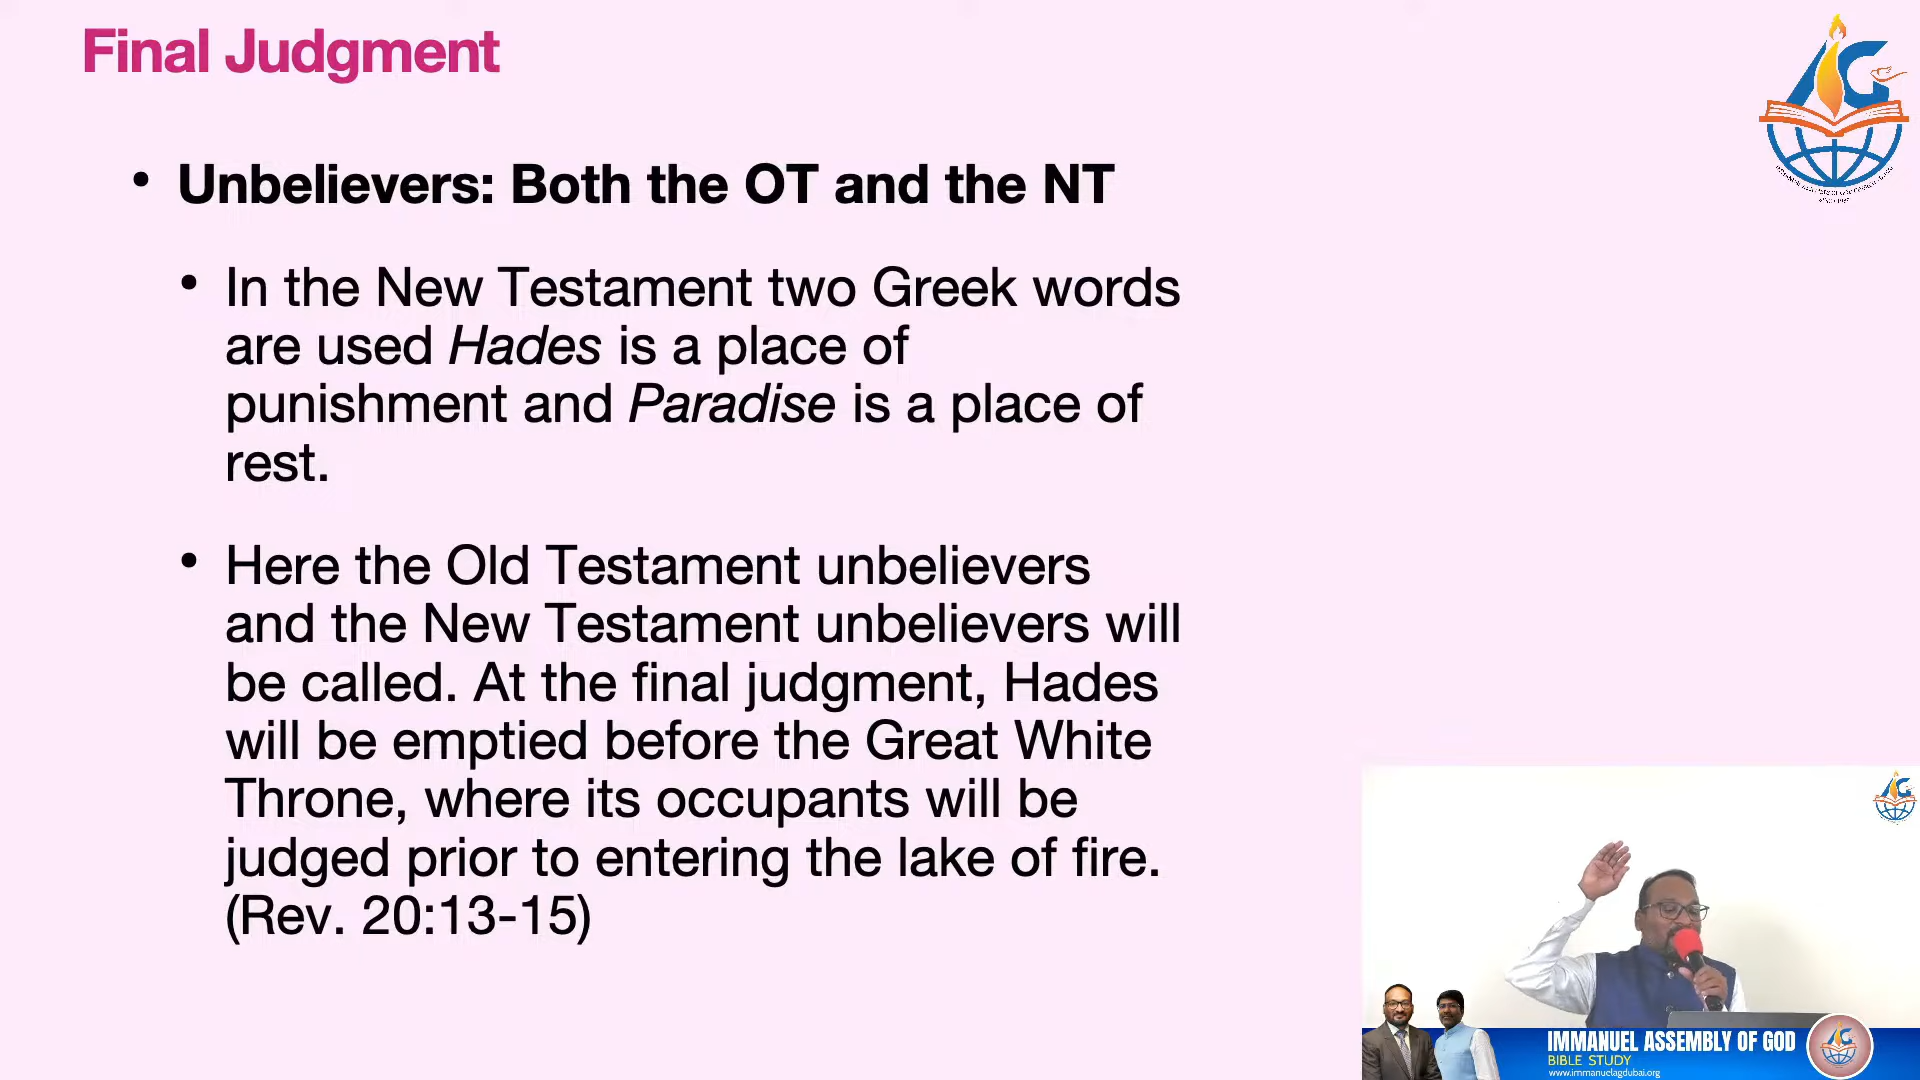 Final Judgment
• Unbelievers: Both the OT and the NT
• In the New Testament two Greek words
are used Hades is a place of
punishment and Paradise is a place of
rest.
• Here the Old Testament unbelievers
and the New Testament unbelievers will
be called. At the final judgment, Hades
will be emptied before the Great White
Throne, where its occupants will be
judged prior to entering the lake of fire.
(Rev. 20:13-15)
AG
IMMANUEL ASSEMBLY OF GOD
BIBLE STUDY
www.immanuelagdubai.org